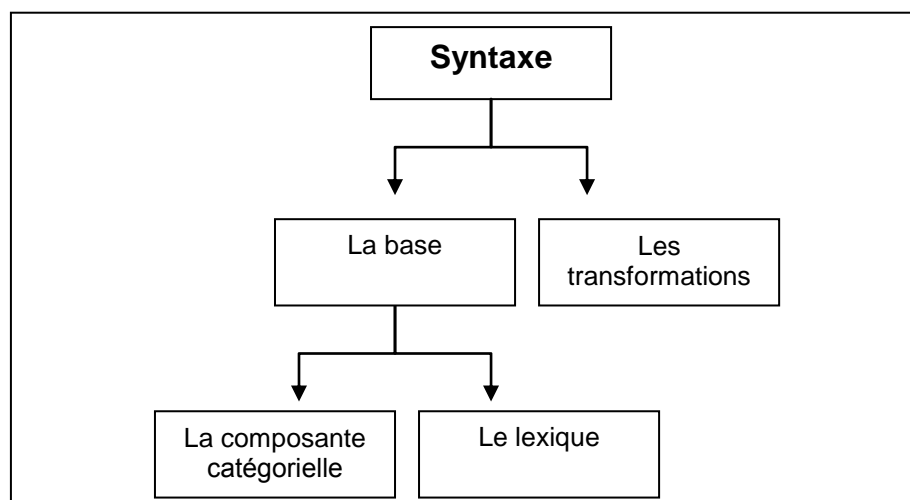 Syntaxe
La base
Les
transformations
La composante
catégorielle
Le lexique